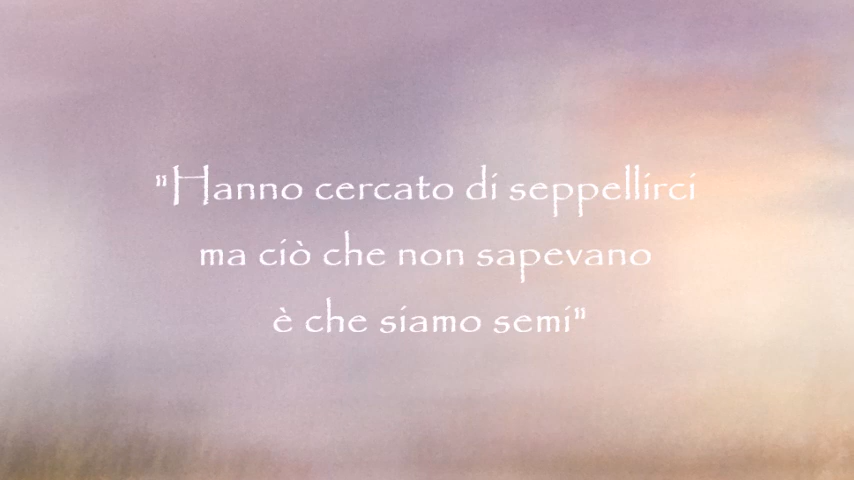 "Hanno cercato di seppellirci
ma ciò che non sapevano
è che siamo semi"